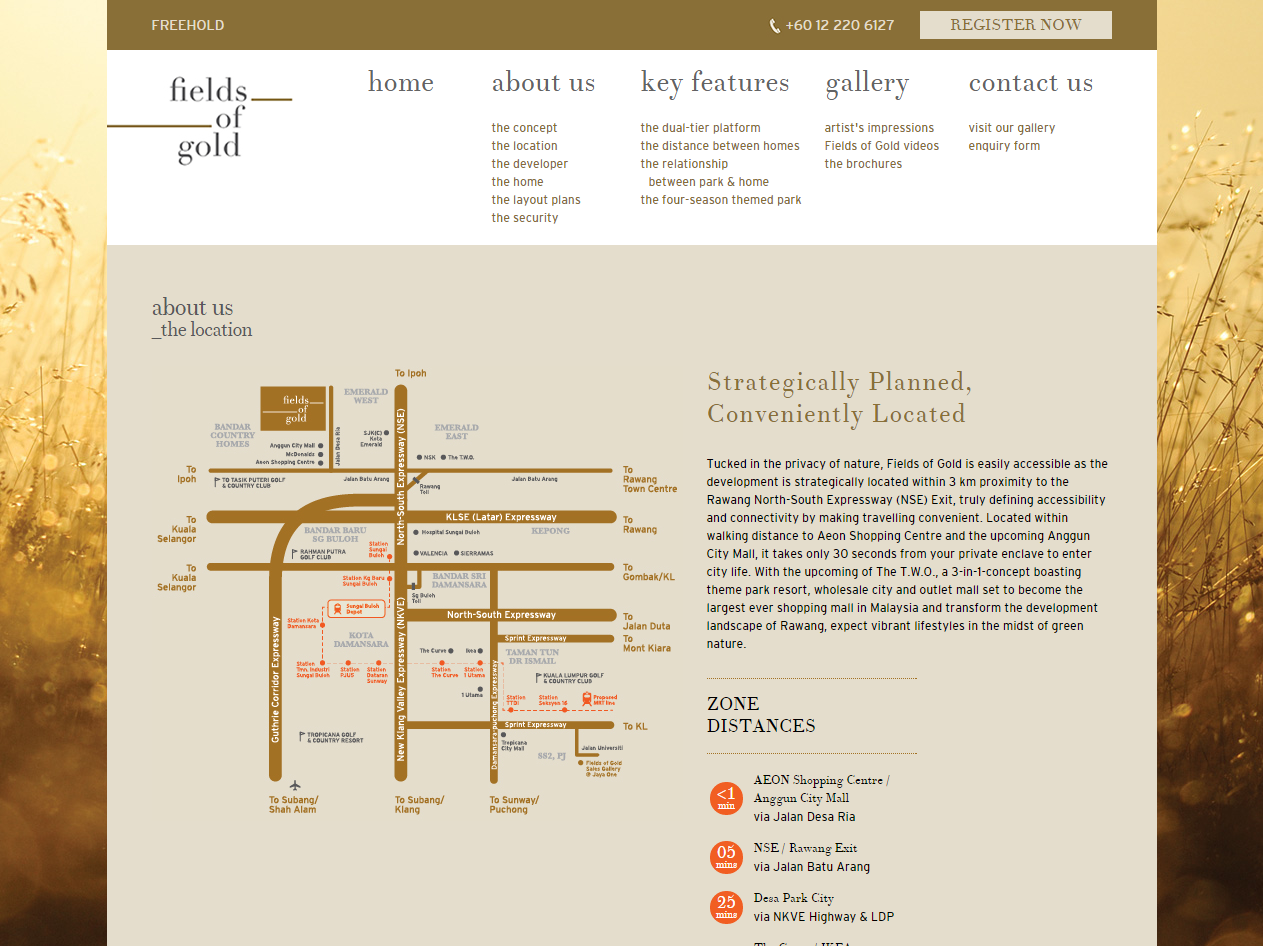 FREEHOLD
+60 12 220 6127
REGISTER NOW
fields
of
gold
home
about us
key features
gallery
contact us
the concept
the location
the developer
the home
the layout plans
the security
the dual-tier platform
the distance between homes
the relationship
between park & home
the four-season themed park
artist's impressions
Fields of Gold videos
the brochures
visit our gallery
enquiry form
about us
_the location
To Ipoh
fields
of
gold
EMERALD
WEST
BANDAR
COUNTRY
HOMES
Anggun City Mall
McDonalds
Aeon Shopping Centre
Jalan Desa Ria
SJK(C)
Kota
Emerald
North-South Expressway (NSE)
EMERALD
EAST
NSK
The T.W.O.
To
Ipoh
TO TASIK PUTERI GOLF
& COUNTRY CLUB
Jalan Batu Arang
Rawang
Toll
Jalan Batu Arang
To
Rawang
Town Centre
To
Kuala
Selangor
KLSE (Latar) Expressway
To
Rawang
BANDAR BARU
SG BULOH
Hospital Sungai Buloh
KEPONG
RAHMAN PUTRA
GOLF CLUB
Station
Sungai
Buloh
VALENCIA
SIERRAMAS
To
Kuala
Selangor
Station Kg Baru
Sungai Buloh
BANDAR SRI
DAMANSARA
To
Gombak/KL
Sg Buloh
Toll
Sungai Buloh
Depot
North-South Expressway
To
Jalan Duta
Station Kota
Damansara
KOTA
DAMANSARA
Sprint Expressway
To
Mont Kiara
The Curve
Ikea
TAMAN TUN
DR ISMAIL
Station
Tmn. Industri
Sungai Buloh
Station
PJU5
Station
Dataran
Sunway
Station
The Curve
Station
1 Utama
KUALA LUMPUR GOLF
& COUNTRY CLUB
1 Utama
Station
TTDI
Station
Seksyen 16
Proposed
MRT line
Guthrie Corridor Expressway
New Klang Valley Expressway (NKVE)
Damansara Puchong Expressway
Sprint Expressway
To KL
TROPICANA GOLF
& COUNTRY RESORT
Tropicana
City Mall
SS2, PJ
Jalan Universiti
Fields of Gold
Sales Gallery
@ Jaya One
To Subang/
Shah Alam
To Subang/
Klang
To Sunway/
Puchong
Strategically Planned,
Conveniently Located
Tucked in the privacy of nature, Fields of Gold is easily accessible as the
development is strategically located within 3 km proximity to the
Rawang North-South Expressway (NSE) Exit, truly defining accessibility
and connectivity by making travelling convenient. Located within
walking distance to Aeon Shopping Centre and the upcoming Anggun
City Mall, it takes only 30 seconds from your private enclave to enter
city life. With the upcoming of The T.W.O., a 3-in-1-concept boasting
theme park resort, wholesale city and outlet mall set to become the
largest ever shopping mall in Malaysia and transform the development
landscape of Rawang, expect vibrant lifestyles in the midst of green
nature.
ZONE
DISTANCES
<1
min
AEON Shopping Centre /
Anggun City Mall
via Jalan Desa Ria
05
mins
NSE / Rawang Exit
via Jalan Batu Arang
25
mins
Desa Park City
via NKVE Highway & LDP